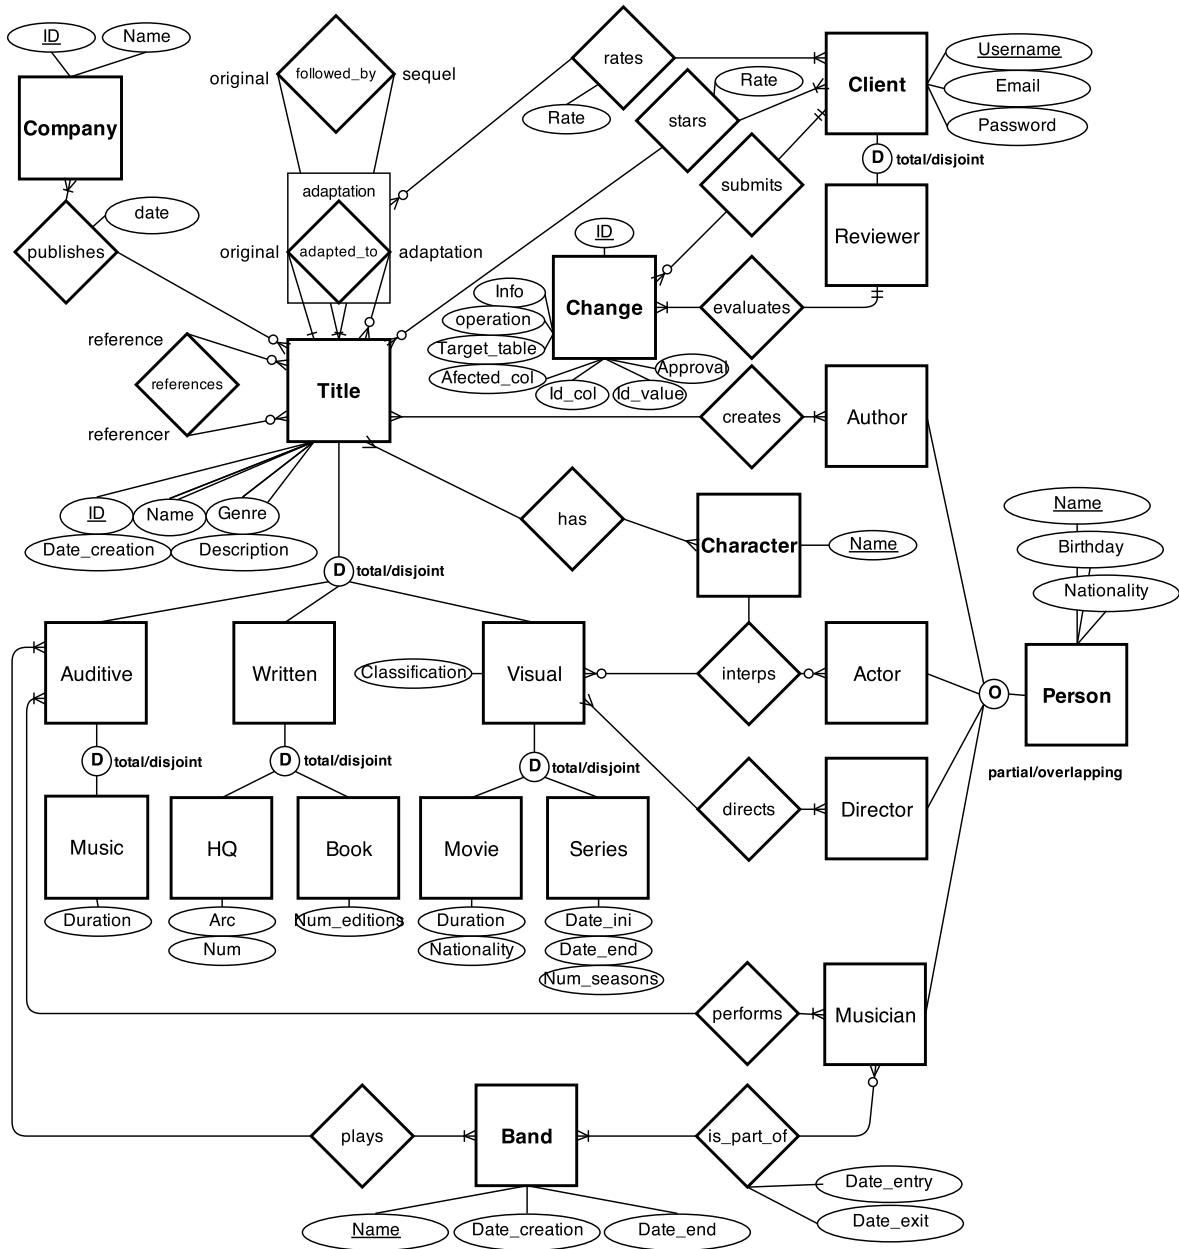 ID
Name
Company
publishes
date
original
followed_by
sequel
adaptation
original
adapted_to
adaptation
rates
Rate
stars
Rate
submits
Client
Username
Email
Password
D
total/disjoint
Reviewer
ID
Change
Info
operation
Target_table
Afected_col
Id_col
Id_value
Approval
evaluates
reference
references
referencer
Title
creates
Author
ID
Name
Genre
Date_creation
Description
has
Character
Name
Name
Birthday
Nationality
D
total/disjoint
Auditive
Written
Classification
Visual
interps
Actor
O
Person
partial/overlapping
D
total/disjoint
D
total/disjoint
D
total/disjoint
directs
Director
Music
HQ
Book
Movie
Series
Duration
Arc
Num
Num_editions
Duration
Nationality
Date_ini
Date_end
Num_seasons
performs
Musician
plays
Band
is_part_of
Date_entry
Date_exit
Name
Date_creation
Date_end